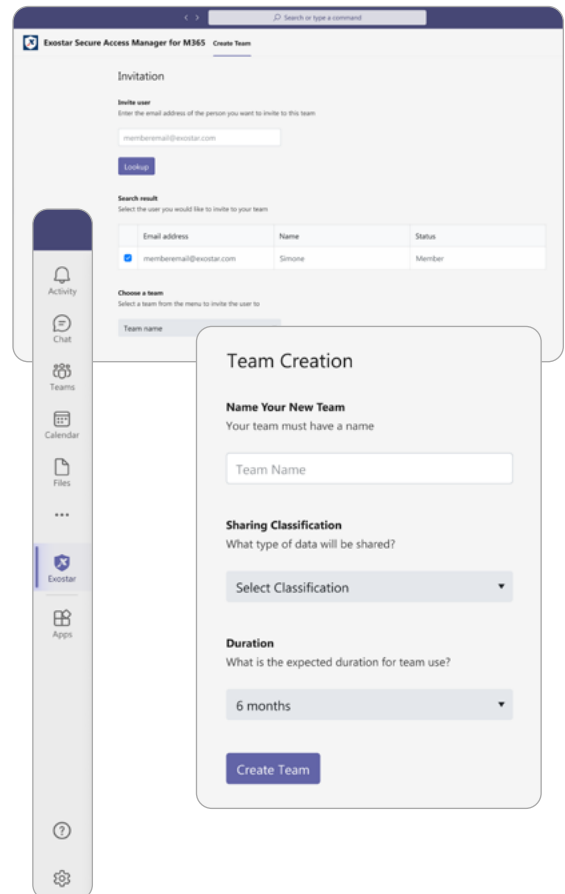 Search or type a command
Exostar Secure Access Manager for M365 Create Team
Invitation
Invite user
Enter the email address of the person you want to invite to this team
memberemail@exostar.com
Lookup
Search result
Select the user you would like to invite to your team
Email address Name Status
memberemail@exostar.com Simone Member
Choose a team
Select a team from the menu to invite the user to
Team name
Activity
Chat
Teams
Calendar
Files
Exostar
Apps
Team Creation
Name Your New Team
Your team must have a name
Team Name
Sharing Classification
What type of data will be shared?
Select Classification
Duration
What is the expected duration for team use?
6 months
Create Team